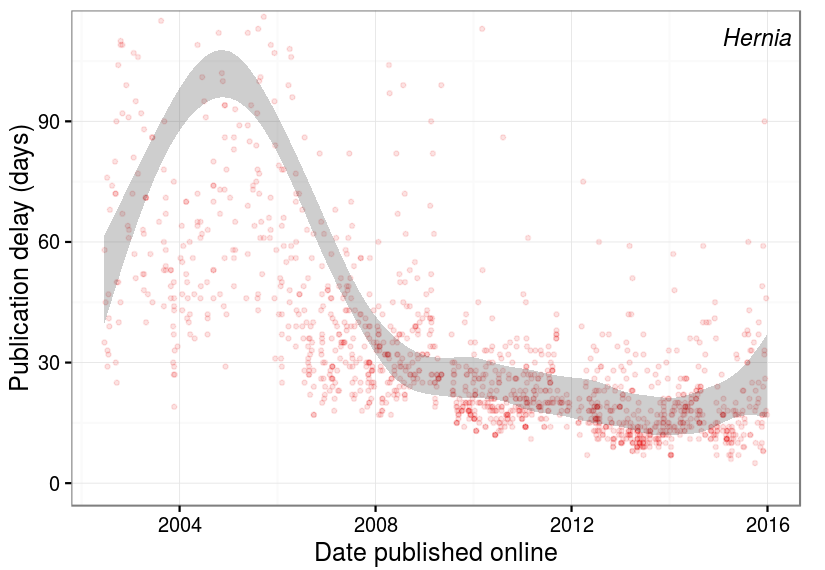 Hernia
Publication delay (days)
90
60
30
0
2004 2008 2012 2016
Date published online